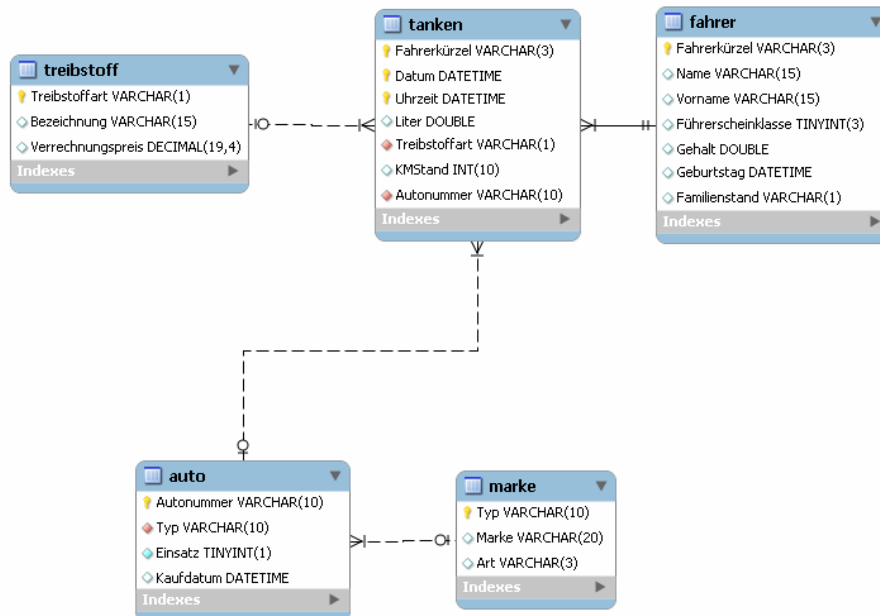 treibstoff
Treibstoffart VARCHAR(1)
Bezeichnung VARCHAR(15)
Verrechnungspreis DECIMAL(19,4)
Indexes
tanken
Fahrerkürzel VARCHAR(3)
Datum DATETIME
Uhrzeit DATETIME
Liter DOUBLE
Treibstoffart VARCHAR(1)
KMStand INT(10)
Autonummer VARCHAR(10)
Indexes
fahrer
Fahrerkürzel VARCHAR(3)
Name VARCHAR(15)
Vorname VARCHAR(15)
Führerscheinklasse TINYINT(3)
Gehalt DOUBLE
Geburtstag DATETIME
Familienstand VARCHAR(1)
Indexes
auto
Autonummer VARCHAR(10)
Typ VARCHAR(10)
Einsatz TINYINT(1)
Kaufdatum DATETIME
Indexes
marke
Typ VARCHAR(10)
Marke VARCHAR(20)
Art VARCHAR(3)
Indexes